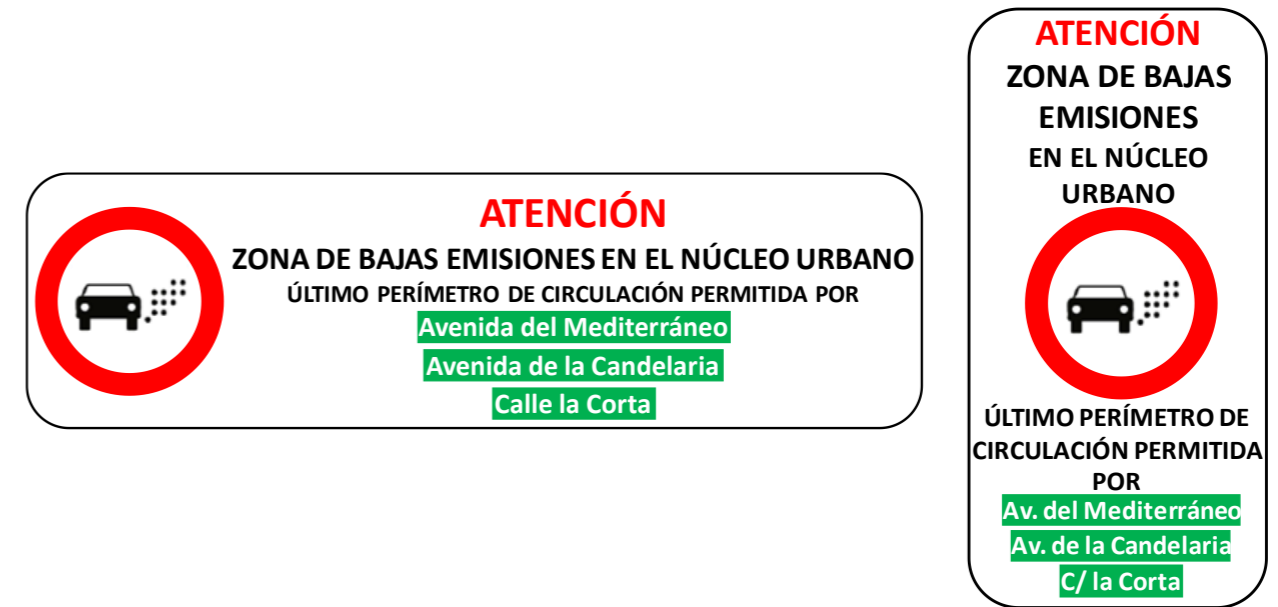 ATENCIÓN
ZONA DE BAJAS EMISIONES EN EL NÚCLEO URBANO
ÚLTIMO PERÍMETRO DE CIRCULACIÓN PERMITIDA POR
Avenida del Mediterráneo
Avenida de la Candelaria
Calle la Corta
ATENCIÓN
ZONA DE BAJAS
EMISIONES
EN EL NÚCLEO
URBANO
ÚLTIMO PERÍMETRO DE
CIRCULACIÓN PERMITIDA
POR
Av. del Mediterráneo
Av. de la Candelaria
C/ la Corta